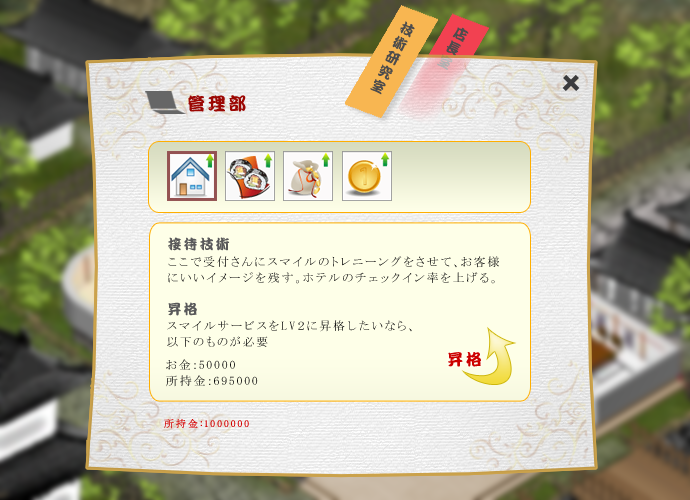 技術研究室
店長室
管理部
接待技術
ここで受付さんにスマイルのトレニーングをさせて、お客様
にいいイメージを残す。ホテルのチェックイン率を上げる。
昇格
スマイルサービスをLV2に昇格したいなら、
以下のものが必要
お金:50000
所持金:695000
昇格
所持金:1000000